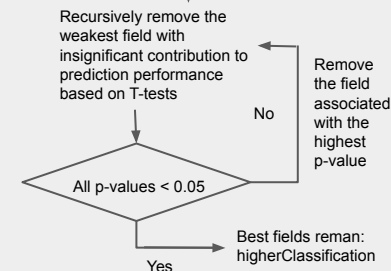 Recursively remove the
weakest field with
insignificant contribution to
prediction performance
based on T-tests
No
Remove
the field
associated
with the
highest
p-value
All p-values < 0.05
Yes
Best fields reman:
higherClassification